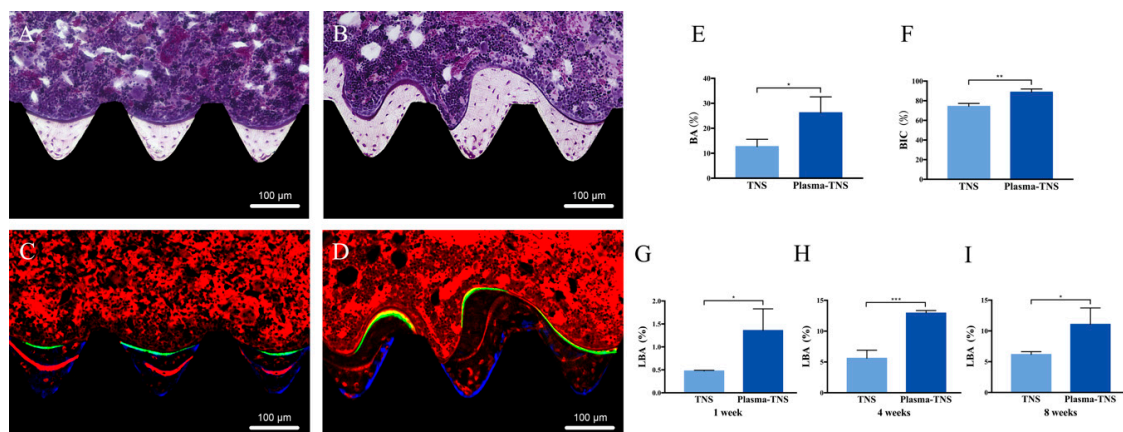 A
100 µm
B
100 µm
C
100 µm
D
100 µm
E
BA (%)
40
30
20
10
0
*
TNS
Plasma-TNS
F
BIC (%)
100
80
60
40
20
0
**
TNS
Plasma-TNS
G
LBA (%)
2.0
1.5
1.0
0.5
0.0
*
TNS
Plasma-TNS
1 week
H
LBA (%)
15
10
5
0
***
TNS
Plasma-TNS
4 weeks
I
LBA (%)
15
10
5
0
*
TNS
Plasma-TNS
8 weeks